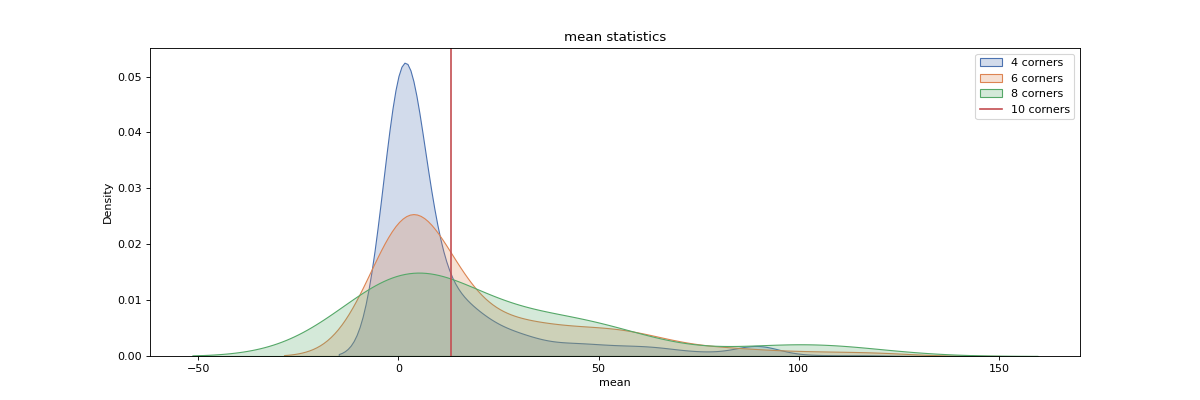 mean statistics
4 corners
6 corners
8 corners
10 corners
Density
0.05
0.04
0.03
0.02
0.01
0.00
−50
0
50
100
150
mean